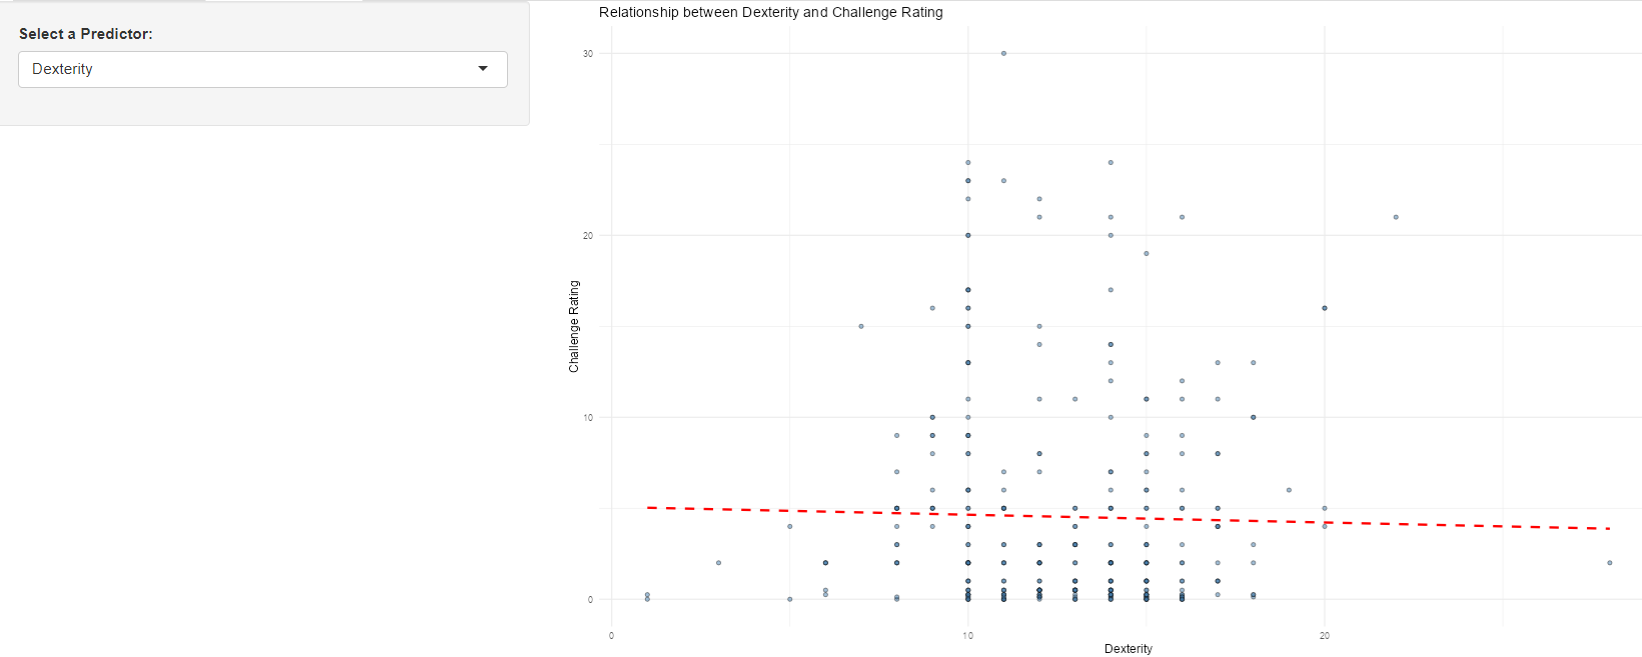 Relationship between Dexterity and Challenge Rating
Select a Predictor:
Dexterity
30
20
10
0
Challenge Rating
0
10
20
Dexterity